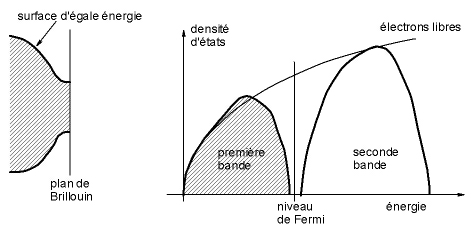 surface d'égale énergie
plan de
Brillouin
densité
d'états
électrons libres
première
bande
seconde
bande
niveau
de Fermi
énergie